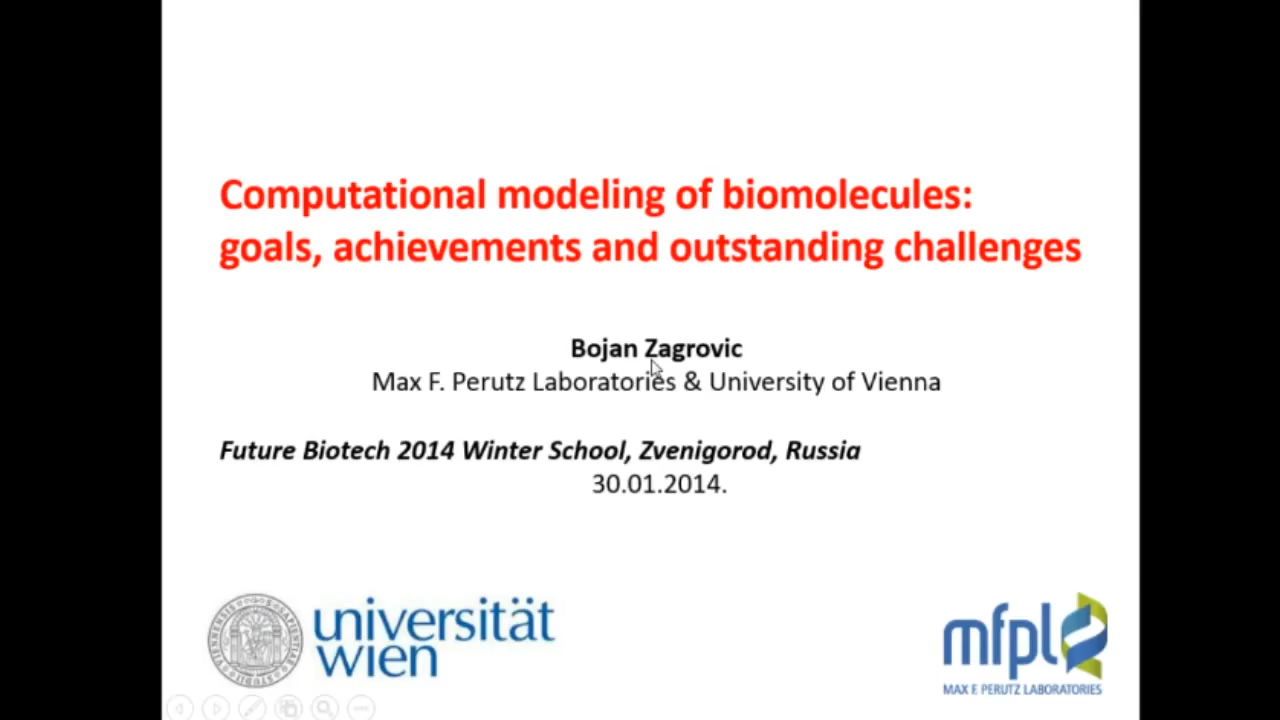 Computational modeling of biomolecules:
goals, achievements and outstanding challenges
Bojan Zagrovic
Max F. Perutz Laboratories & University of Vienna
Future Biotech 2014 Winter School, Zvenigorod, Russia
30.01.2014.
universität
wien
mfpl
MAX F. PERUTZ LABORATORIES